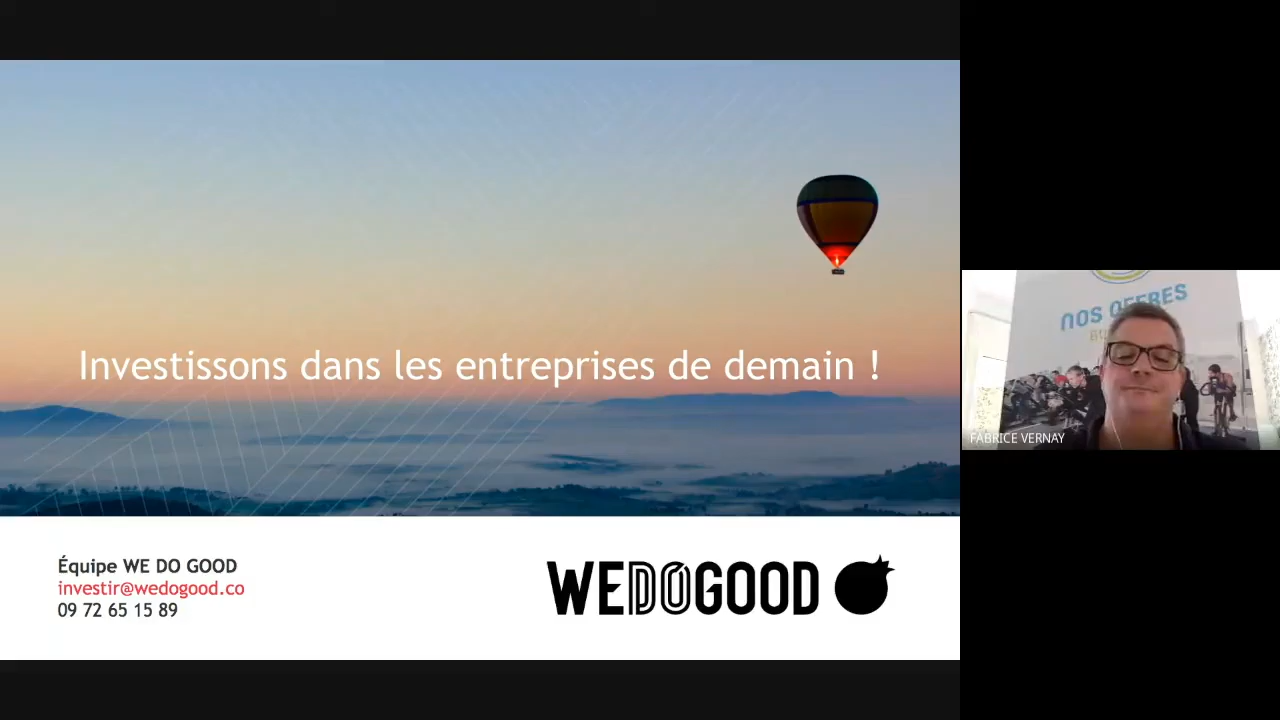 Investissons dans les entreprises de demain !
Équipe WE DO GOOD
investir@wedogood.co
09 72 65 15 89
WEDOGOOD
NOS OFFRES
FABRICE VERNAY